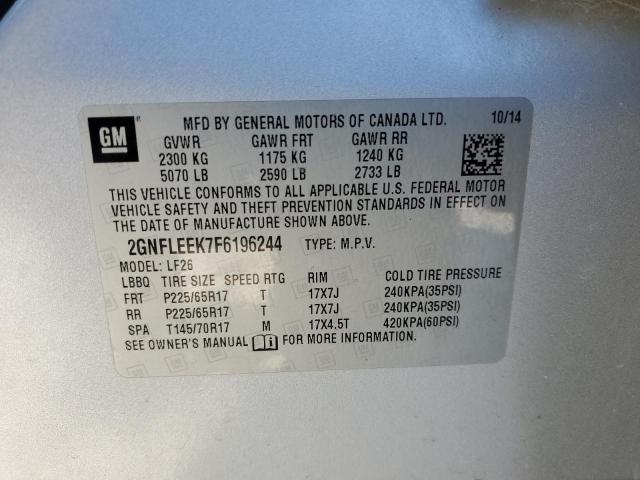 GM
MFD BY GENERAL MOTORS OF CANADA LTD. 10/14
GVWR GAWR FRT GAWR RR
2300 KG 1175 KG 1240 KG
5070 LB 2590 LB 2733 LB
THIS VEHICLE CONFORMS TO ALL APPLICABLE U.S. FEDERAL MOTOR
VEHICLE SAFETY AND THEFT PREVENTION STANDARDS IN EFFECT ON
THE DATE OF MANUFACTURE SHOWN ABOVE.
2GNFLEEK7F6196244 TYPE: M.P.V.
MODEL: LF26
LBBQ TIRE SIZE SPEED RTG RIM COLD TIRE PRESSURE
FRT P225/65R17 T 17X7J 240KPA(35PSI)
RR P225/65R17 T 17X7J 240KPA(35PSI)
SPA T145/70R17 M 17X4.5T 420KPA(60PSI)
SEE OWNER'S MANUAL FOR MORE INFORMATION.